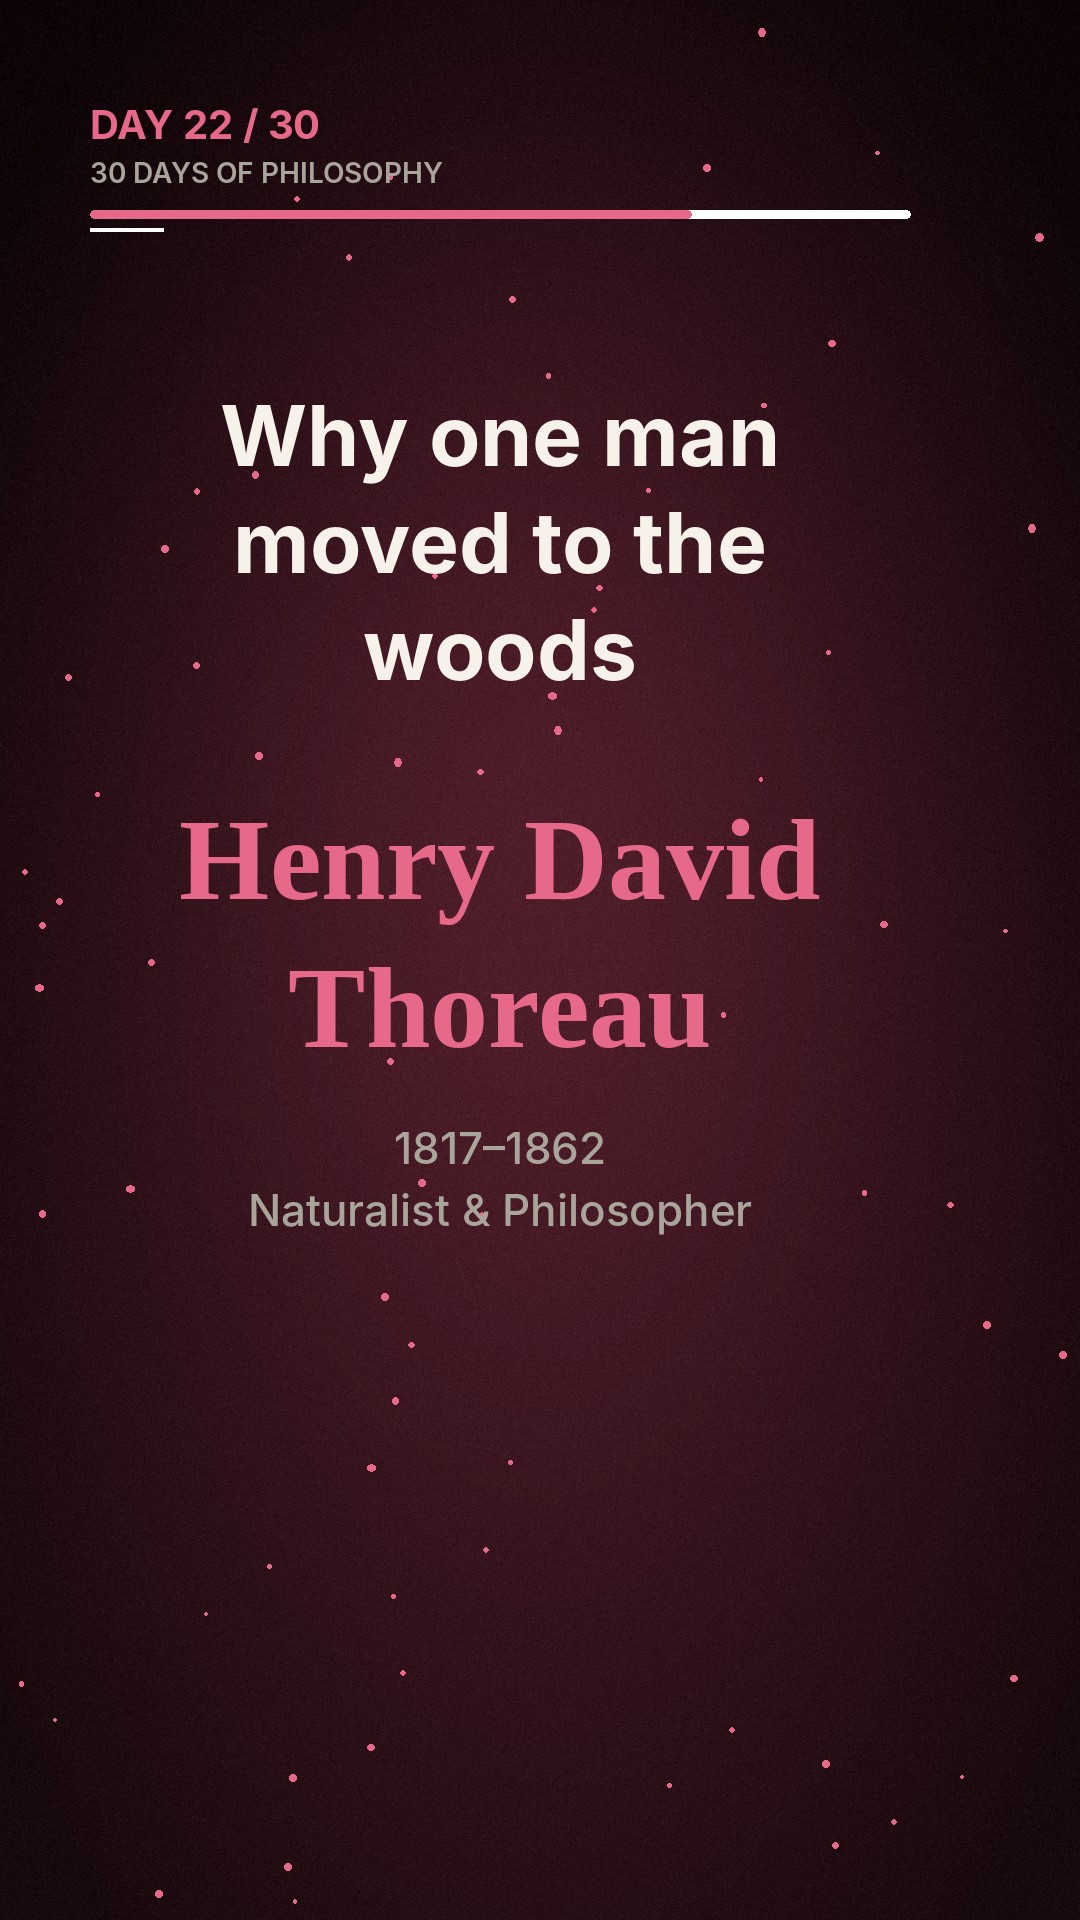 DAY 22 / 30
30 DAYS OF PHILOSOPHY
Why one man
moved to the
woods
Henry David
Thoreau
1817–1862
Naturalist & Philosopher